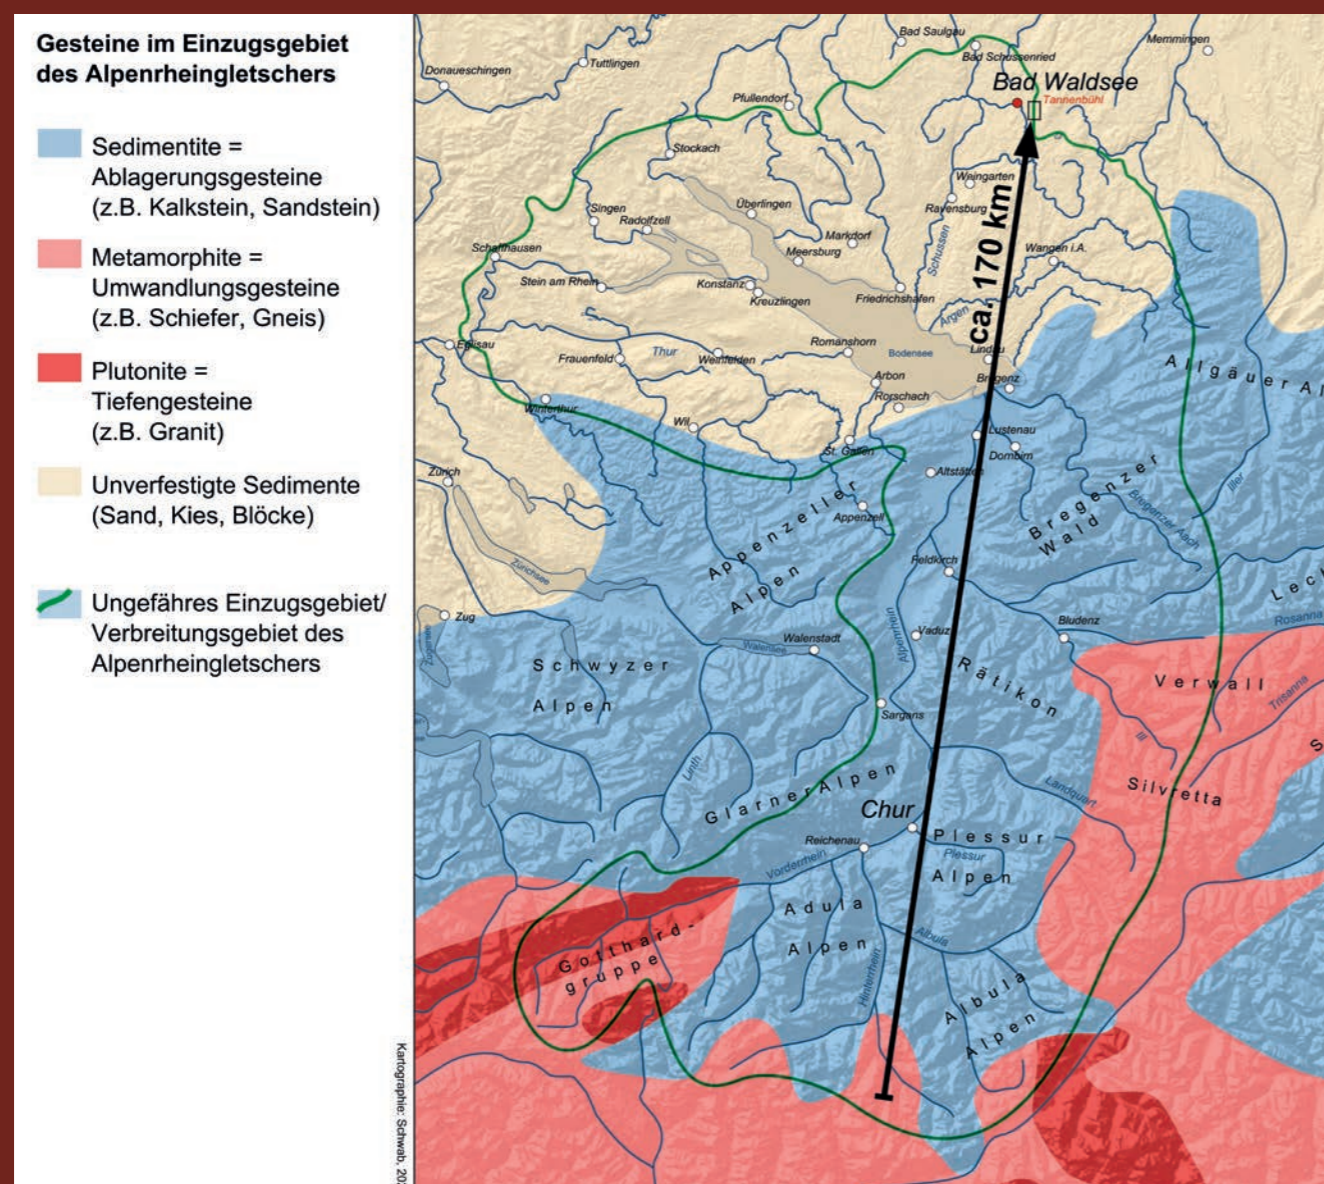 Gesteine im Einzugsgebiet
des Alpenrheingletschers
Sedimentite =
Ablagerungsgesteine
(z.B. Kalkstein, Sandstein)
Metamorphite =
Umwandlungsgesteine
(z.B. Schiefer, Gneis)
Plutonite =
Tiefengesteine
(z.B. Granit)
Unverfestigte Sedimente
(Sand, Kies, Blöcke)
Ungefähres Einzugsgebiet/
Verbreitungsgebiet des
Alpenrheingletschers
Kartographie: Schwab,
Bad Saulgau
Memmingen
Bad Schussenried
Tuttlingen
Donaueschingen
Bad Waldsee
Tannenbühl
Pfullendorf
Stockach
Weingarten
Überlingen
Ravensburg
Singen
Radolfzell
Markdorf
Schaffhausen
Meersburg
Schussen
Wangen i.A.
Stein am Rhein
Konstanz
Kreuzlingen
Friedrichshafen
Argen
ca. 170 km
Eglisau
Romanshorn
Bodensee
Lindau
Frauenfeld
Thur
Weinfelden
Allgäuer Al
Arbon
Bregenz
Rorschach
Winterthur
Wil
Lustenau
St. Gallen
Dornbirn
Zürich
Altstätten
Iller
Bregenzer
Wald
Bregenzer Aach
Appenzell
Appenzeller
Alpen
Feldkirch
Zürichsee
Lech
Zug
Zugersee
Rosanna
Bludenz
Vaduz
Alpenrhein
Walenstadt
Walensee
Schwyzer
Alpen
Rätikon
Verwall
Trisanna
Sargans
Ill
S
Linth
Glarner Alpen
Landquart
Silvretta
Chur
Reichenau
Plessur
Plessur
Alpen
Vorderrhein
Adula
Alpen
Gotthard-
gruppe
Albula
Hinterrhein
Albula
Alpen